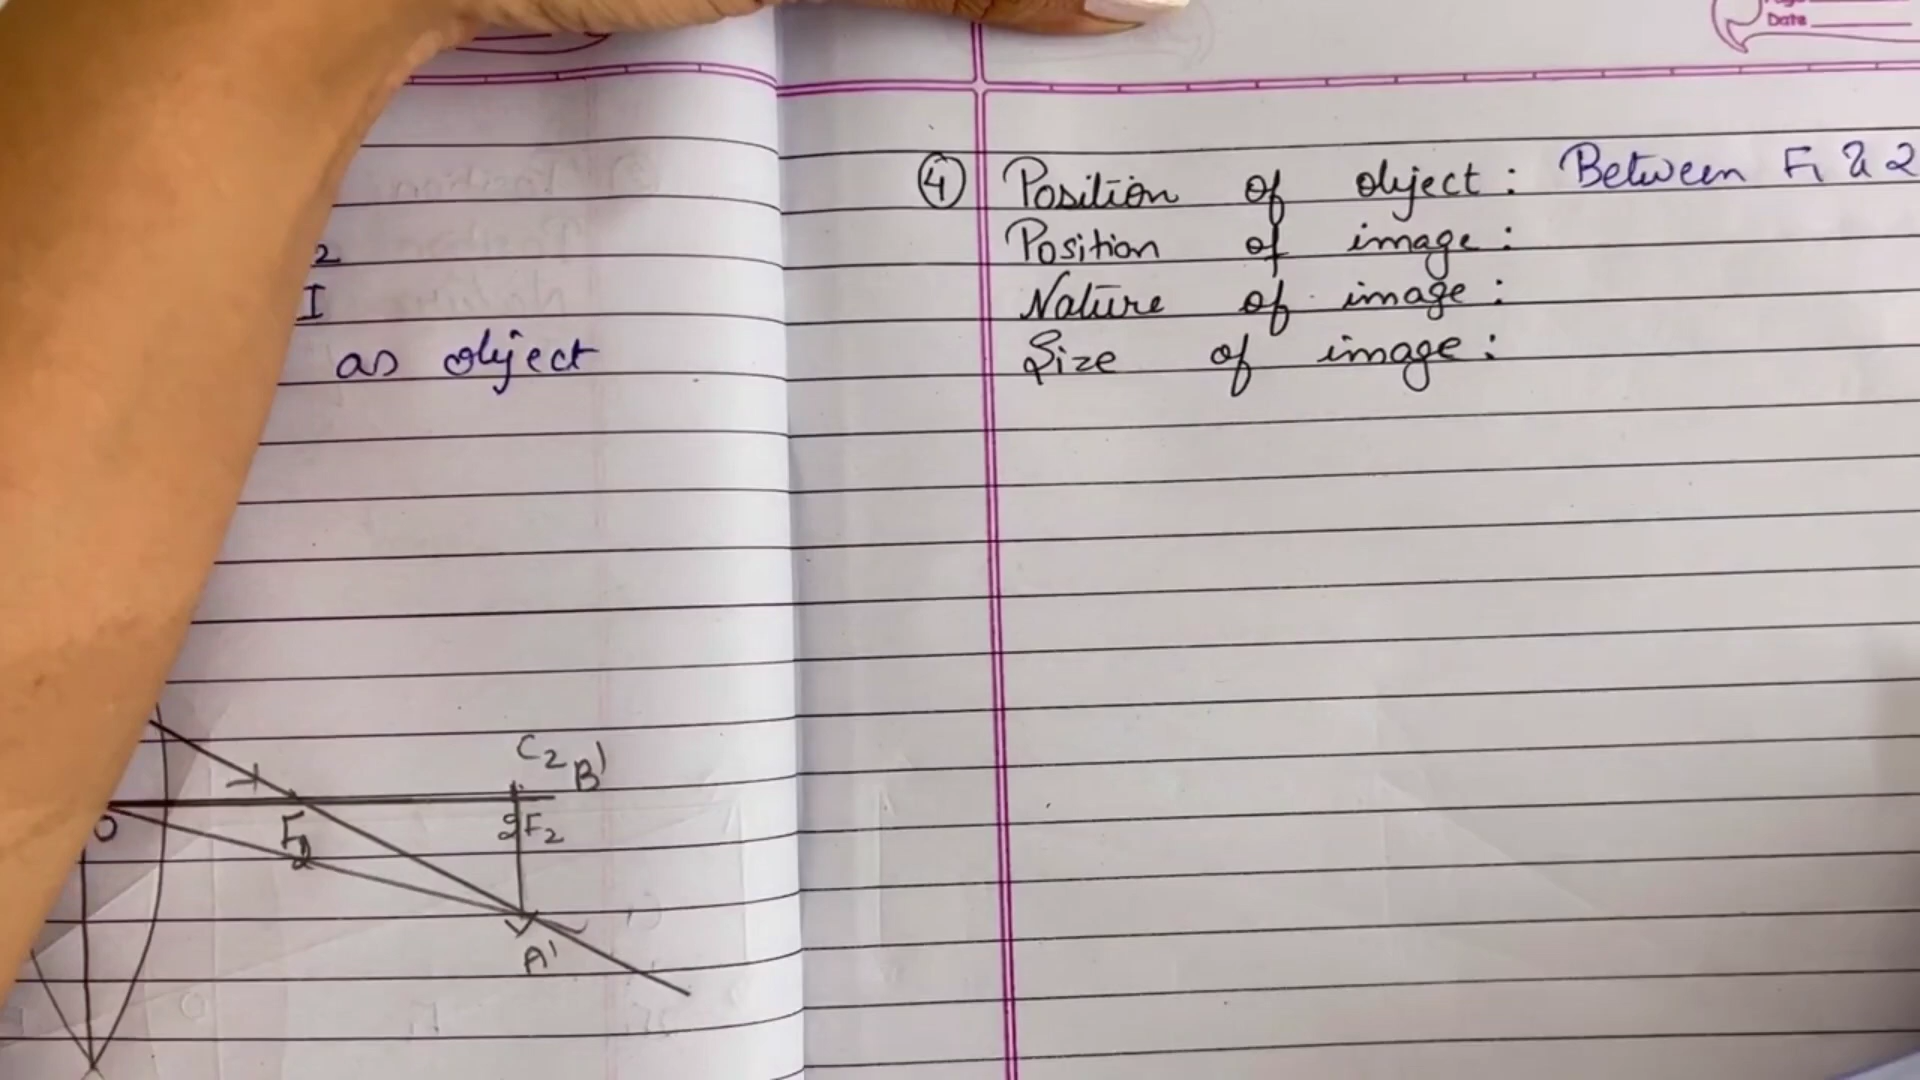 Date
2
I
as object
C2 B'
O F2 2F2
A'
④ Position of object : Between F1 & 2
Position of image :
Nature of image :
Size of image :